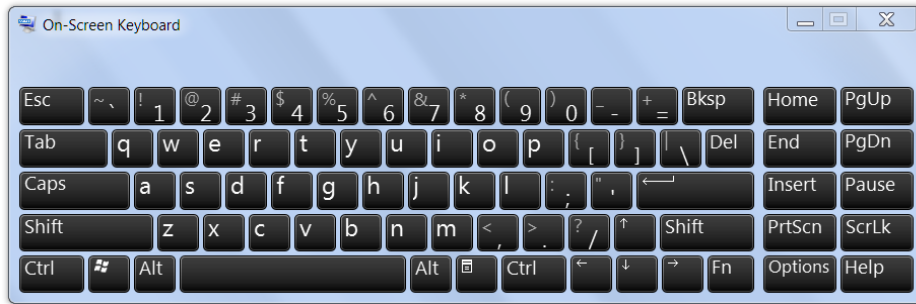 On-Screen Keyboard
Esc ~ ` ! 1 @ 2 # 3 $ 4 % 5 ^ 6 & 7 * 8 ( 9 ) 0 _ - + = Bksp Home PgUp
Tab q w e r t y u i o p { [ } ] | \ Del End PgDn
Caps a s d f g h j k l : ; " ' Insert Pause
Shift z x c v b n m < , > . ? / ↑ Shift PrtScn ScrLk
Ctrl Alt Alt Ctrl ← ↓ → Fn Options Help